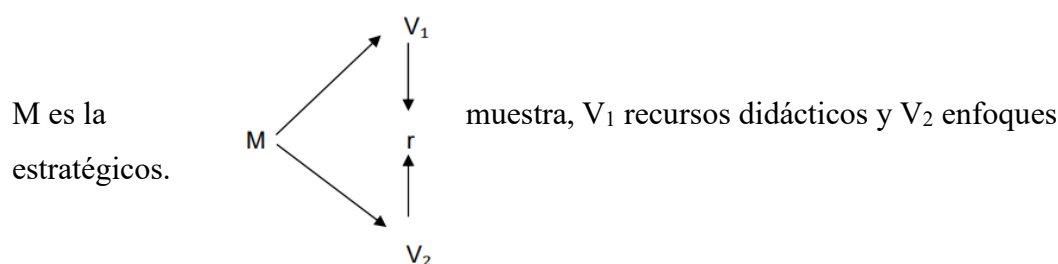 V₁
M es la muestra, V₁ recursos didácticos y V₂ enfoques
M r
estratégicos.
V₂